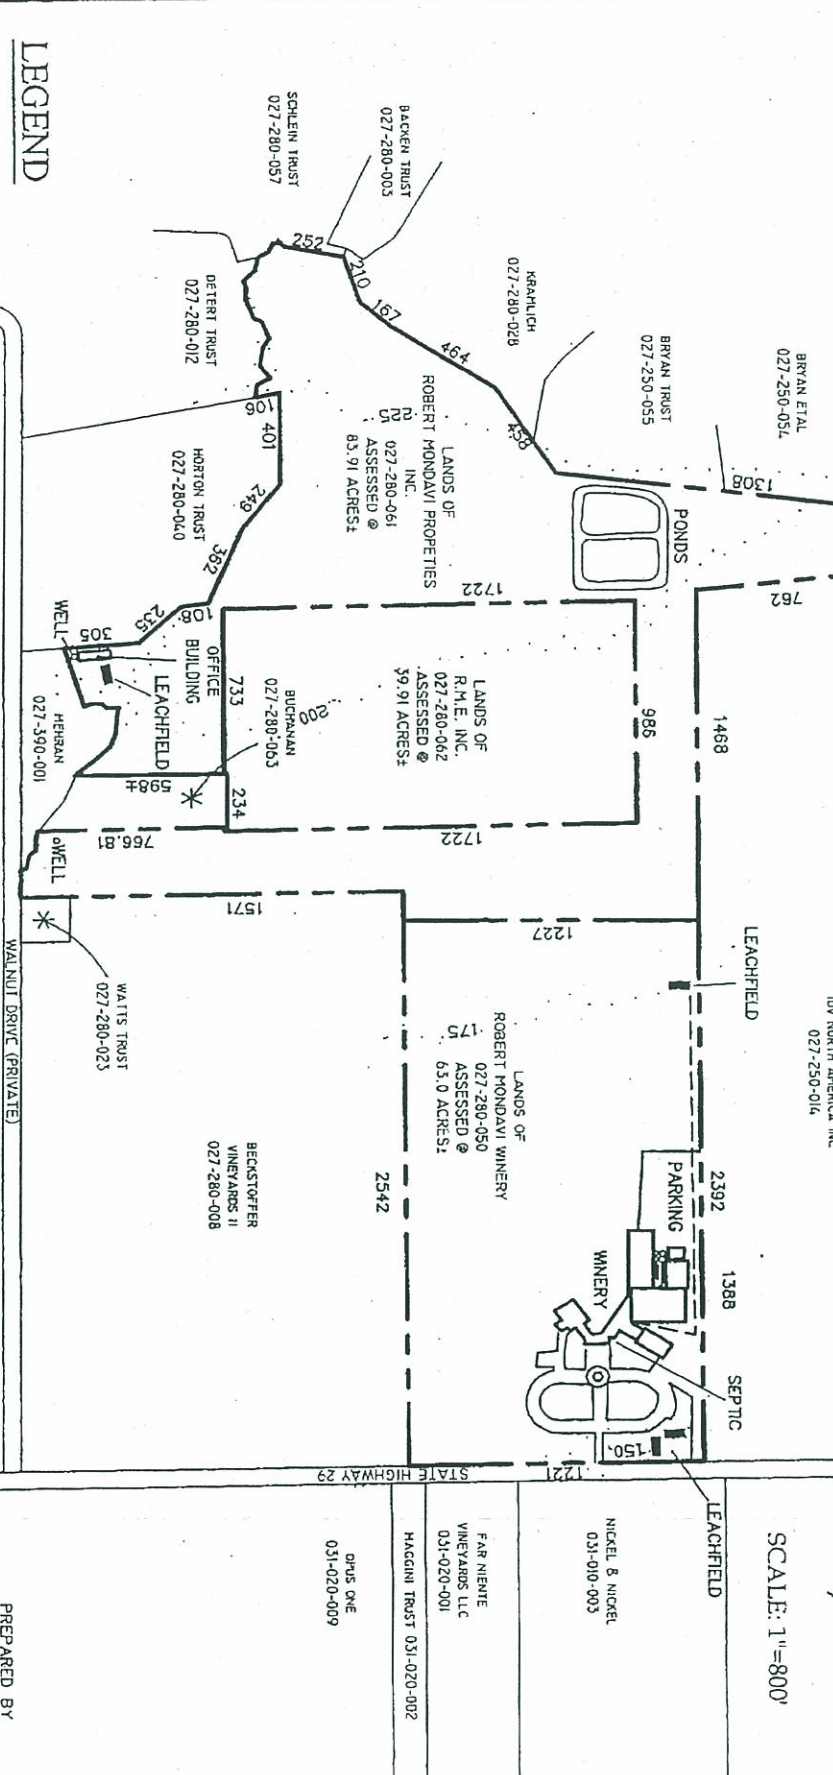 LEGEND
SCHLEIN TRUST
027-280-057
BACKEN TRUST
027-280-003
KRAMLICH
027-280-028
BRYAN TRUST
027-250-055
BRYAN ETAL
027-250-054
DETERT TRUST
027-280-012
252
210
167
464
458
1308
762
106
401
249
362
108
235
305
LANDS OF
ROBERT MONDAVI PROPETIES
INC.
027-280-061
ASSESSED @
83.91 ACRES±
225
PONDS
HORTON TRUST
027-280-040
WELL
OFFICE
BUILDING
LEACHFIELD
MEHRAN
027-390-001
1722
733
986
1468
LANDS OF
R.M.E. INC.
027-280-062
ASSESSED @
39.91 ACRES±
200
BUCHANAN
027-280-063
598±
234
766.81
1722
WELL
1571
1227
WATTS TRUST
027-280-023
WALNUT DRIVE (PRIVATE)
LEACHFIELD
NORTH AMERICA INC
027-250-014
LANDS OF
ROBERT MONDAVI WINERY
027-280-050
ASSESSED @
63.0 ACRES±
175
BECKSTOFFER
VINEYARDS II
027-280-008
2542
PARKING
2392
1388
WINERY
SEPTIC
150
1221
STATE HIGHWAY 29
LEACHFIELD
SCALE: 1"=800'
NICKEL & NICKEL
031-010-003
FAR NIENTE
VINEYARDS LLC
031-020-001
MAGGINI TRUST 031-020-002
OPUS ONE
031-020-009
PREPARED BY